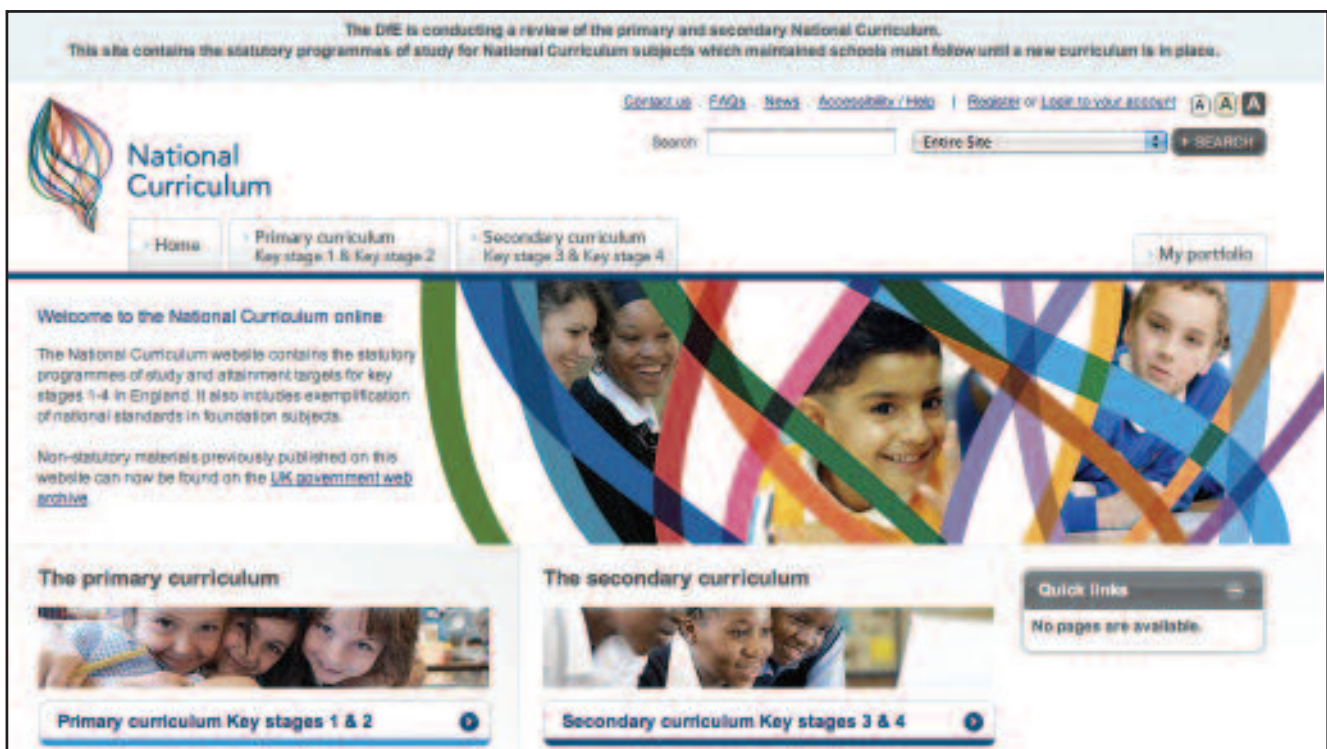 The DfE is conducting a review of the primary and secondary National Curriculum.
This site contains the statutory programmes of study for National Curriculum subjects which maintained schools must follow until a new curriculum is in place.
Contact us FAQs News Accessibility / Help | Register or Login to your account A A A
Search Entire Site SEARCH
National
Curriculum
Home
Primary curriculum
Key stage 1 & Key stage 2
Secondary curriculum
Key stage 3 & Key stage 4
My portfolio
Welcome to the National Curriculum online
The National Curriculum website contains the statutory
programmes of study and attainment targets for key
stages 1-4 in England. It also includes exemplification
of national standards in foundation subjects.
Non-statutory materials previously published on this
website can now be found on the UK government web
archive
The primary curriculum
Primary curriculum Key stages 1 & 2
The secondary curriculum
Secondary curriculum Key stages 3 & 4
Quick links
No pages are available.